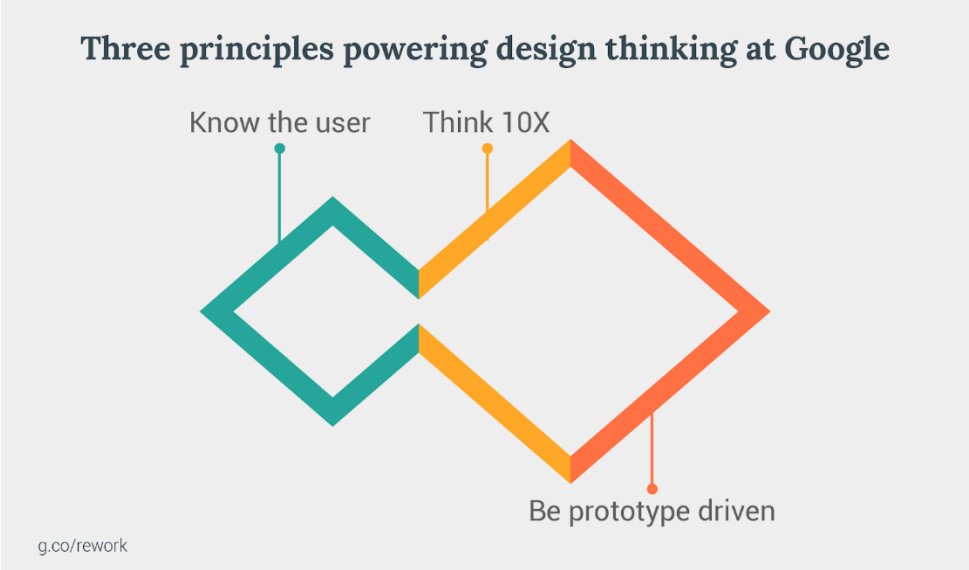 Three principles powering design thinking at Google
Know the user
Think 10X
Be prototype driven
g.co/rework